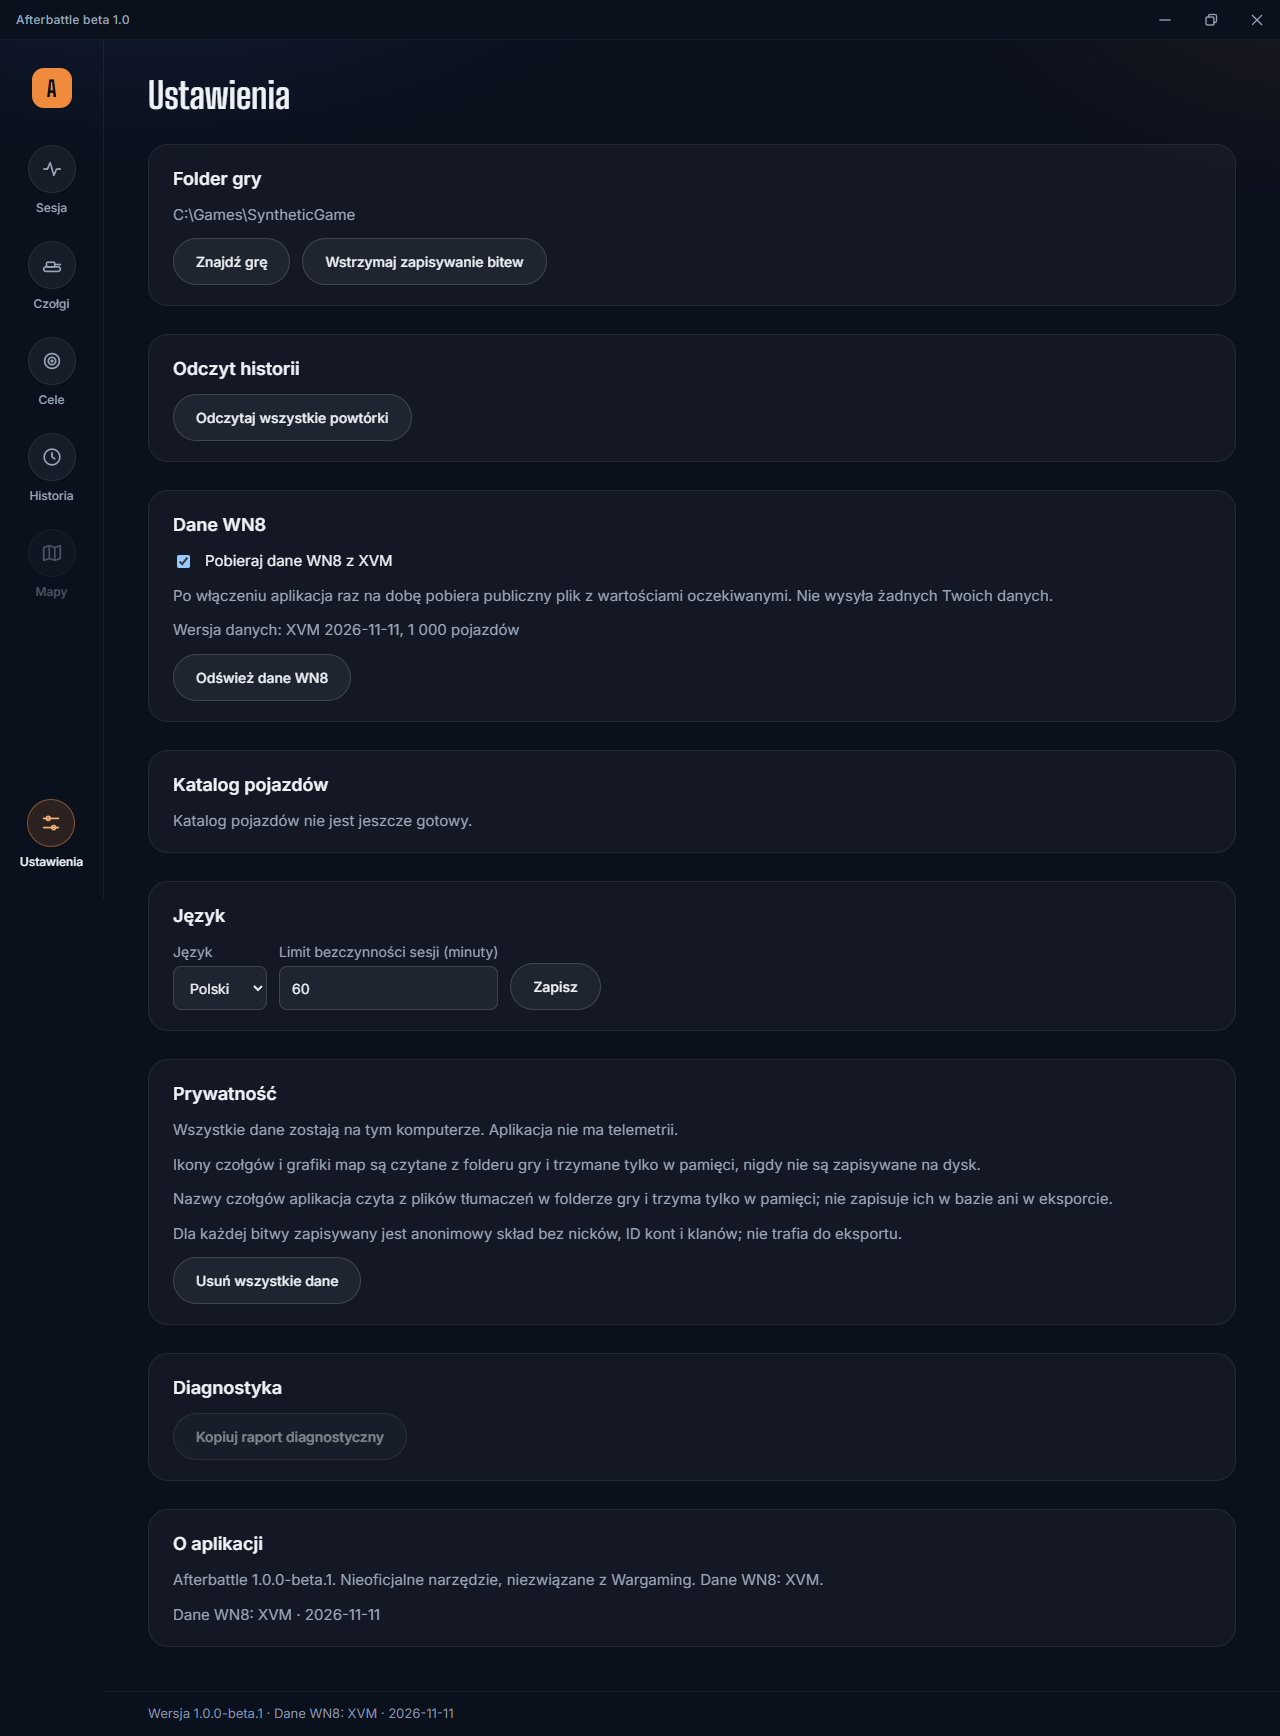 Afterbattle beta 1.0
A
Sesja
Czołgi
Cele
Historia
Mapy
Ustawienia
Ustawienia
Folder gry
C:\Games\SyntheticGame
Znajdź grę
Wstrzymaj zapisywanie bitew
Odczyt historii
Odczytaj wszystkie powtórki
Dane WN8
Pobieraj dane WN8 z XVM
Po włączeniu aplikacja raz na dobę pobiera publiczny plik z wartościami oczekiwanymi. Nie wysyła żadnych Twoich danych.
Wersja danych: XVM 2026-11-11, 1 000 pojazdów
Odśwież dane WN8
Katalog pojazdów
Katalog pojazdów nie jest jeszcze gotowy.
Język
Język
Limit bezczynności sesji (minuty)
Polski
60
Zapisz
Prywatność
Wszystkie dane zostają na tym komputerze. Aplikacja nie ma telemetrii.
Ikony czołgów i grafiki map są czytane z folderu gry i trzymane tylko w pamięci, nigdy nie są zapisywane na dysk.
Nazwy czołgów aplikacja czyta z plików tłumaczeń w folderze gry i trzyma tylko w pamięci; nie zapisuje ich w bazie ani w eksporcie.
Dla każdej bitwy zapisywany jest anonimowy skład bez nicków, ID kont i klanów; nie trafia do eksportu.
Usuń wszystkie dane
Diagnostyka
Kopiuj raport diagnostyczny
O aplikacji
Afterbattle 1.0.0-beta.1. Nieoficjalne narzędzie, niezwiązane z Wargaming. Dane WN8: XVM.
Dane WN8: XVM · 2026-11-11
Wersja 1.0.0-beta.1 · Dane WN8: XVM · 2026-11-11